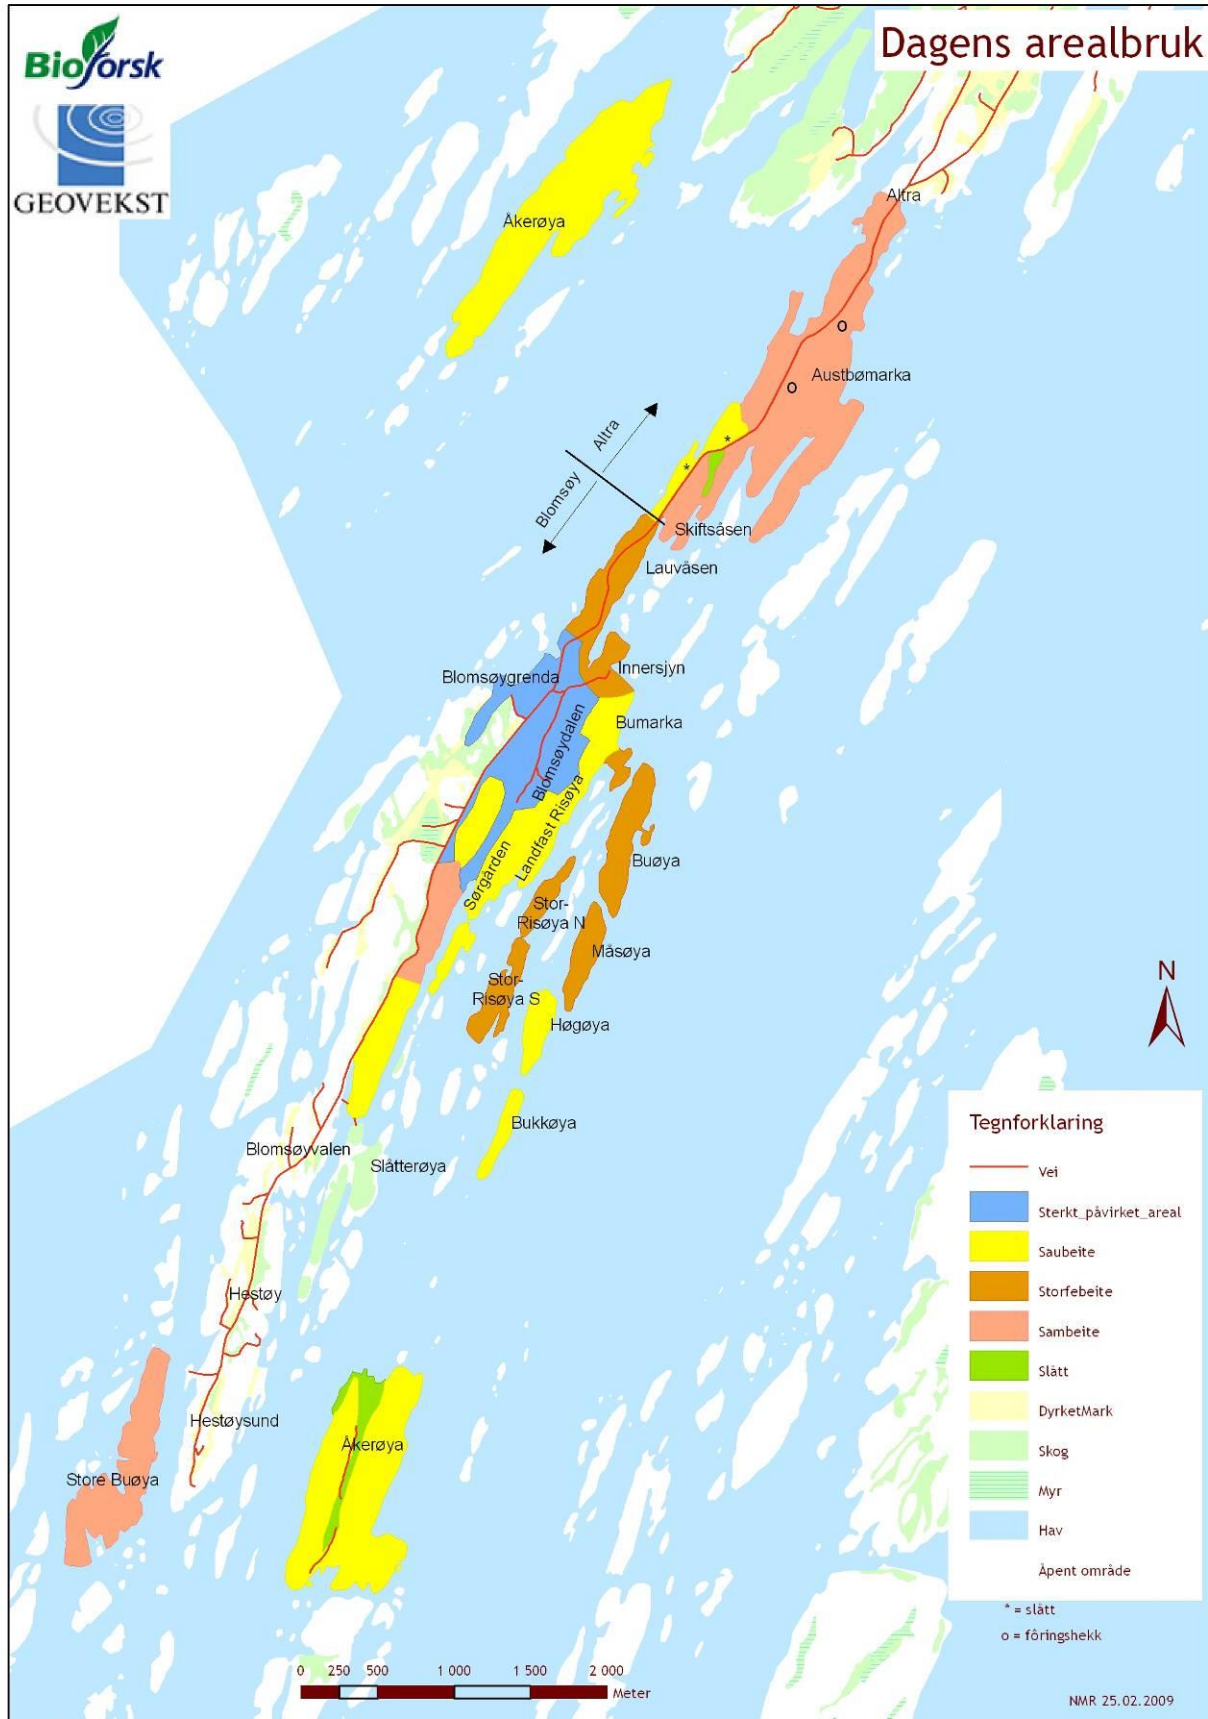 Bioforsk
GEOVEKST
Dagens arealbruk
Åkerøya
Altra
Austbømarka
Altra
Blomsøy
Skiftsåsen
Lauvåsen
Innersjyn
Blomsøygrenda
Bumarka
Blomsøydalen
Landfast Risøya
Sørgården
Buøya
Stor-
Risøya N
Måsøya
Stor-
Risøya S
Høgøya
Bukkøya
Blomsøyvalen
Slåtterøya
Hestøy
Hestøysund
Åkerøya
Store Buøya
N
Tegnforklaring
Vei
Sterkt_påvirket_areal
Saubeite
Storfebeite
Sambeite
Slått
DyrketMark
Skog
Myr
Hav
Åpent område
* = slått
o = fôringshekk
0 250 500 1 000 1 500 2 000
Meter
NMR 25.02.2009